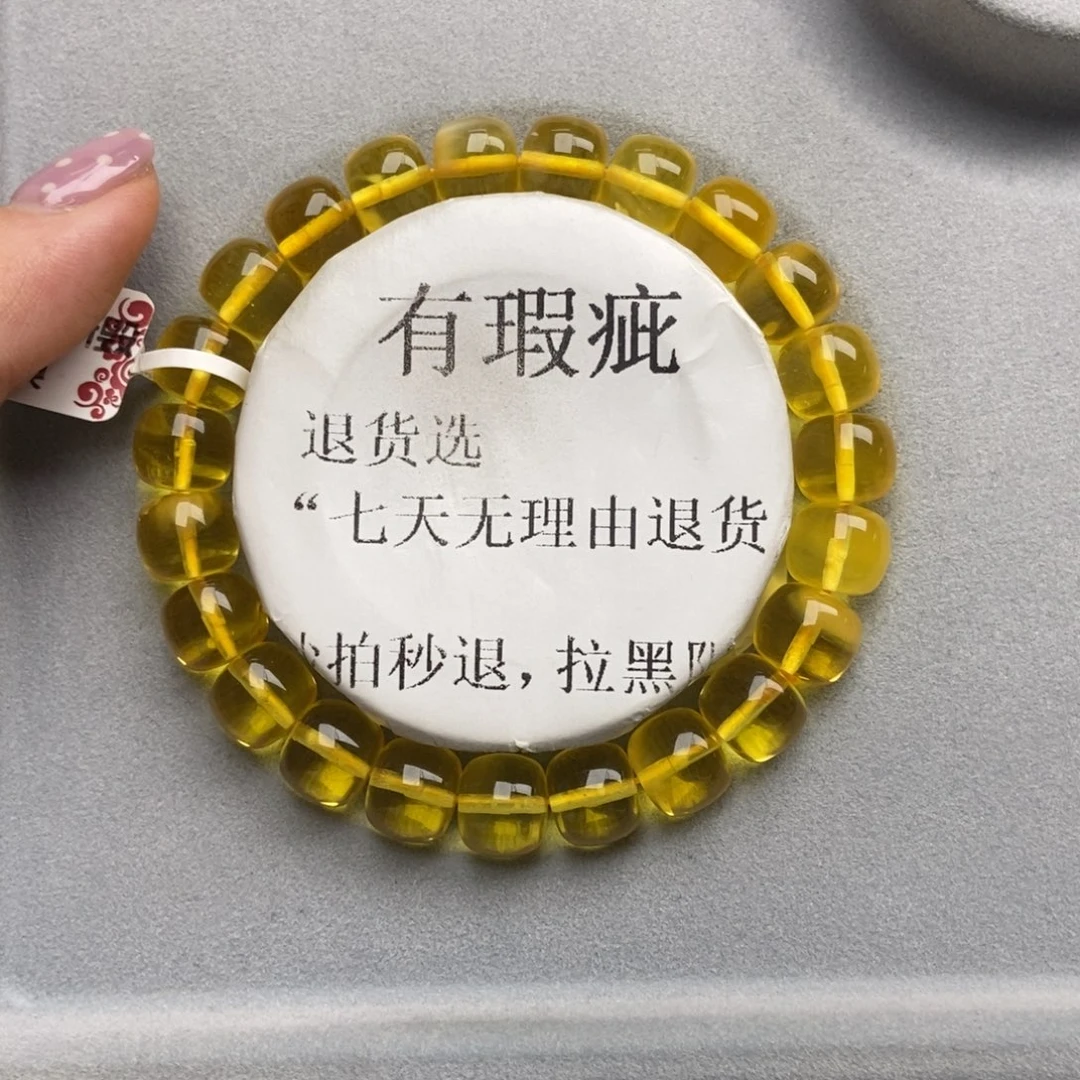 有瑕疵
退货选
“七天无理由退货
拍秒退，拉黑